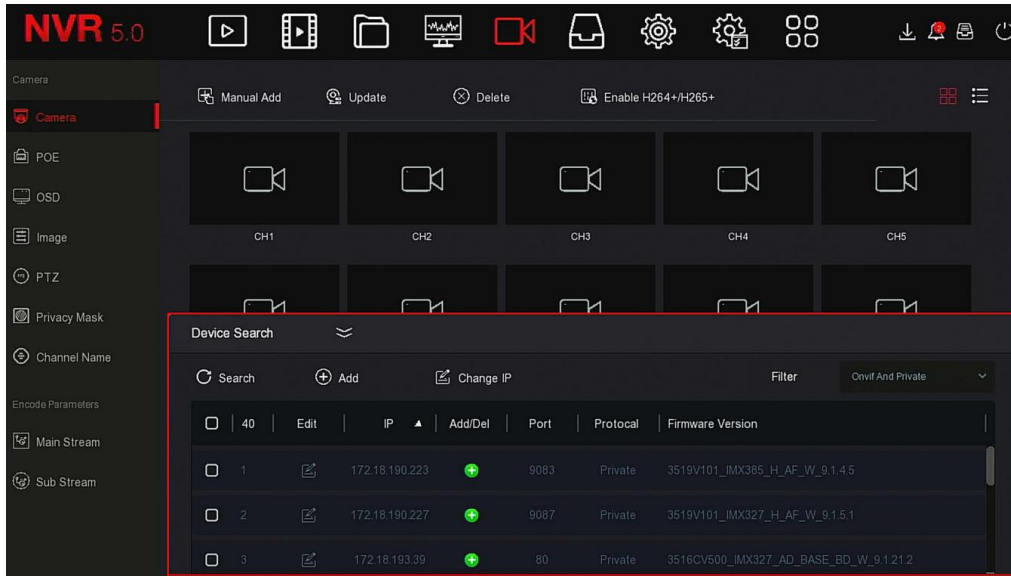 NVR 5.0
2
Camera
Camera
POE
OSD
Image
PTZ
Privacy Mask
Channel Name
Encode Parameters
Main Stream
Sub Stream
Manual Add Update Delete Enable H264+/H265+
CH1 CH2 CH3 CH4 CH5
Device Search
Search Add Change IP Filter Onvif And Private
40 Edit IP Add/Del Port Protocal Firmware Version
1 172.18.190.223 9083 Private 3519V101_IMX385_H_AF_W_9.1.4.5
2 172.18.190.227 9087 Private 3519V101_IMX327_H_AF_W_9.1.5.1
3 172.18.193.39 80 Private 3516CV500_IMX327_AD_BASE_BD_W_9.1.21.2